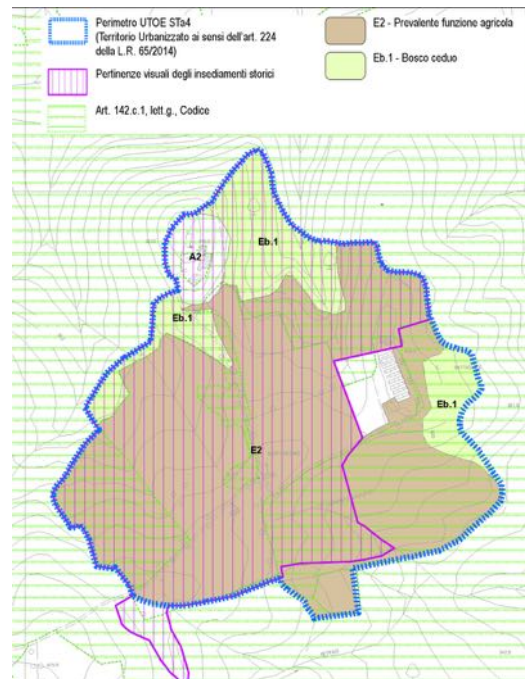 Perimetro UTOE STa4
(Territorio Urbanizzato ai sensi dell'art. 224
della L.R. 65/2014)
E2 - Prevalente funzione agricola
Pertinenze visuali degli insediamenti storici
Eb.1 - Bosco ceduo
Art. 142.c.1, lett.g., Codice
A2
Eb.1
Eb.1
Eb.1
E2